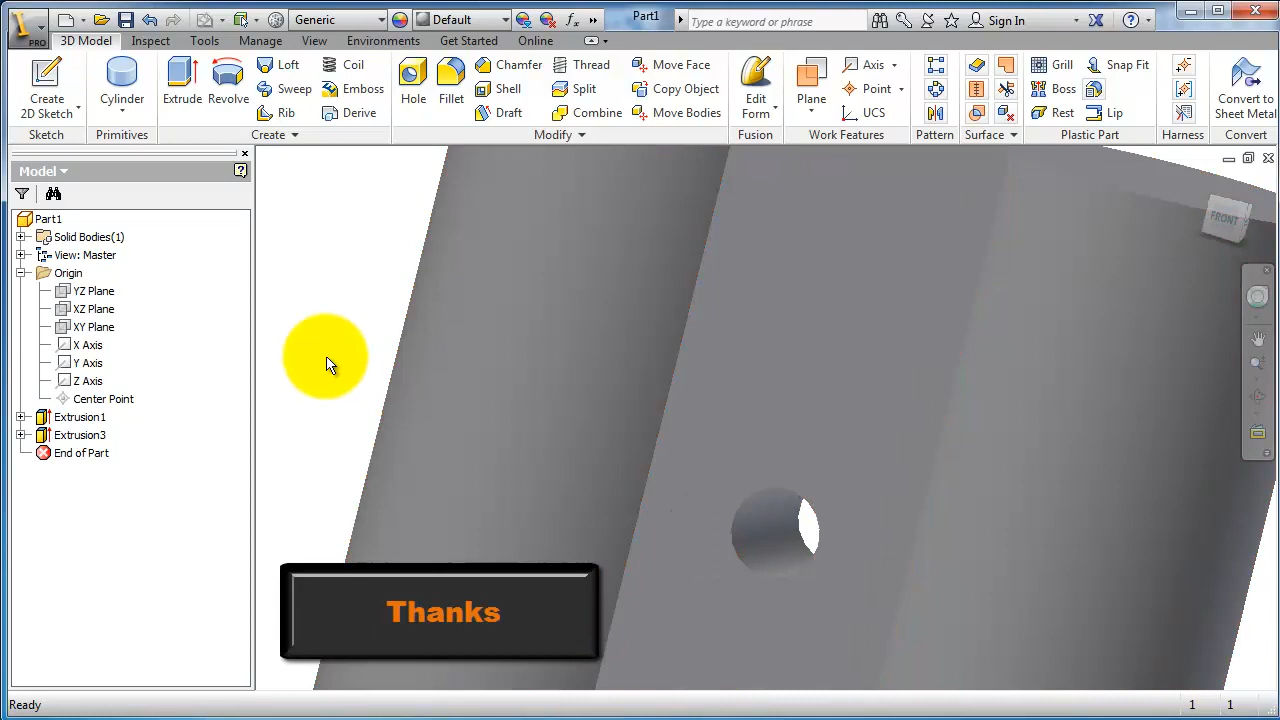 PRO
Generic
Default
fx
Part1
Type a keyword or phrase
Sign In
3D Model
Inspect
Tools
Manage
View
Environments
Get Started
Online
Create
2D Sketch
Cylinder
Extrude
Revolve
Loft
Sweep
Rib
Coil
Emboss
Derive
Hole
Fillet
Chamfer
Shell
Draft
Thread
Split
Combine
Move Face
Copy Object
Move Bodies
Edit
Form
Plane
Axis
Point
UCS
Grill
Boss
Rest
Snap Fit
Lip
Convert to
Sheet Metal
Sketch
Primitives
Create
Modify
Fusion
Work Features
Pattern
Surface
Plastic Part
Harness
Convert
Model
Part1
Solid Bodies(1)
View: Master
Origin
YZ Plane
XZ Plane
XY Plane
X Axis
Y Axis
Z Axis
Center Point
Extrusion1
Extrusion3
End of Part
FRONT
Thanks
Ready
1 1